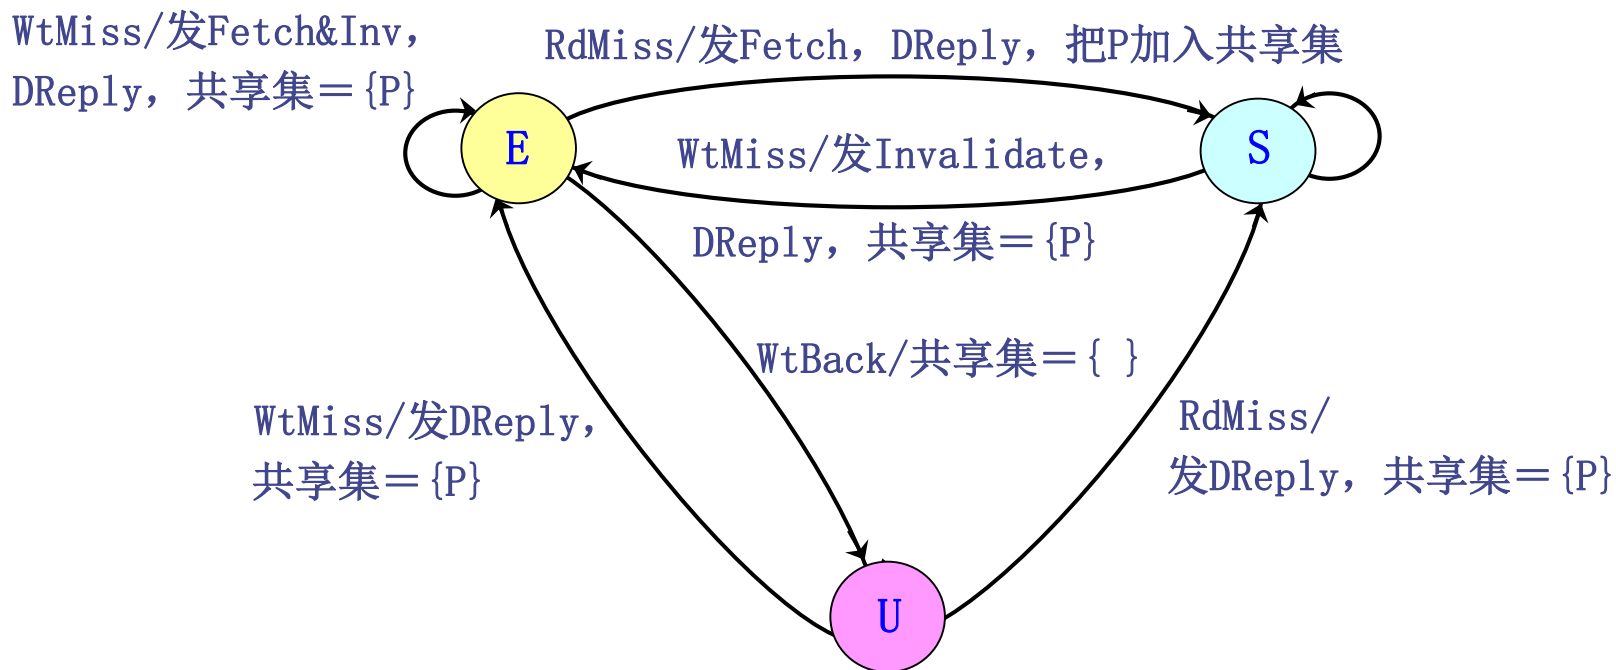 WtMiss/发Fetch&Inv，
DReply，共享集＝{P}
RdMiss/发Fetch，DReply，把P加入共享集
E
S
WtMiss/发Invalidate，
DReply，共享集＝{P}
WtBack/共享集＝{ }
WtMiss/发DReply，
共享集＝{P}
RdMiss/
发DReply，共享集＝{P}
U